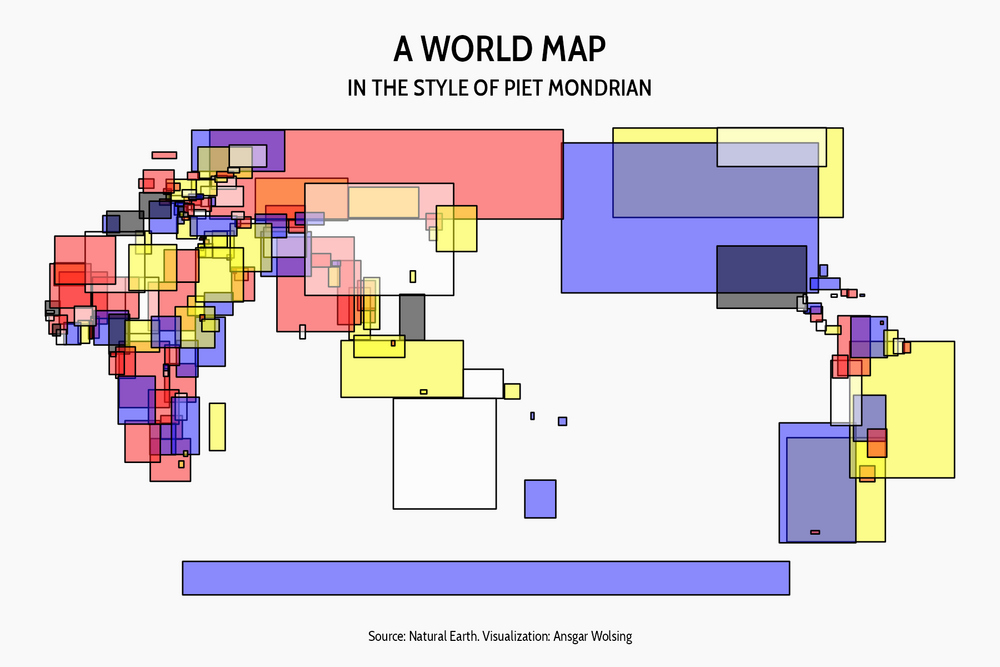 A WORLD MAP
IN THE STYLE OF PIET MONDRIAN
Source: Natural Earth. Visualization: Ansgar Wolsing